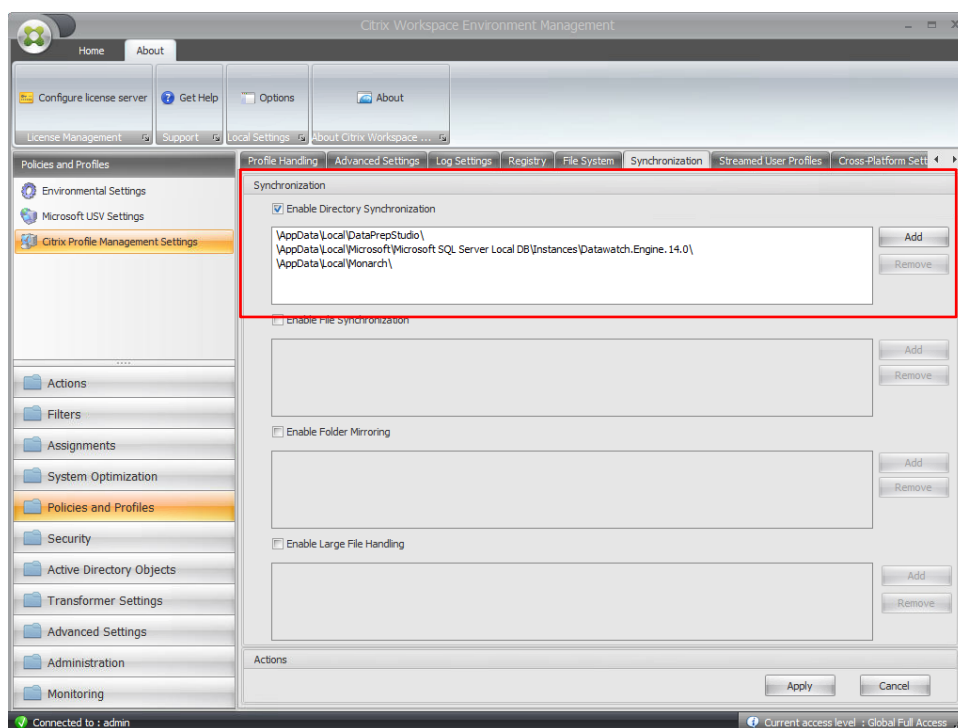 Citrix Workspace Environment Management
Home
About
Configure license server
Get Help
Options
About
License Management
Support
Local Settings
About Citrix Workspace ...
Policies and Profiles
Environmental Settings
Microsoft USV Settings
Citrix Profile Management Settings
Profile Handling
Advanced Settings
Log Settings
Registry
File System
Synchronization
Streamed User Profiles
Cross-Platform Sett
Synchronization
Enable Directory Synchronization
\AppData\Local\DataPrepStudio\
\AppData\Local\Microsoft\Microsoft SQL Server Local DB\Instances\Datawatch.Engine.14.0\
\AppData\Local\Monarch\
Add
Remove
Enable File Synchronization
Add
Remove
Enable Folder Mirroring
Add
Remove
Enable Large File Handling
Add
Remove
Actions
Filters
Assignments
System Optimization
Policies and Profiles
Security
Active Directory Objects
Transformer Settings
Advanced Settings
Administration
Monitoring
Actions
Apply
Cancel
Connected to : admin
Current access level : Global Full Access